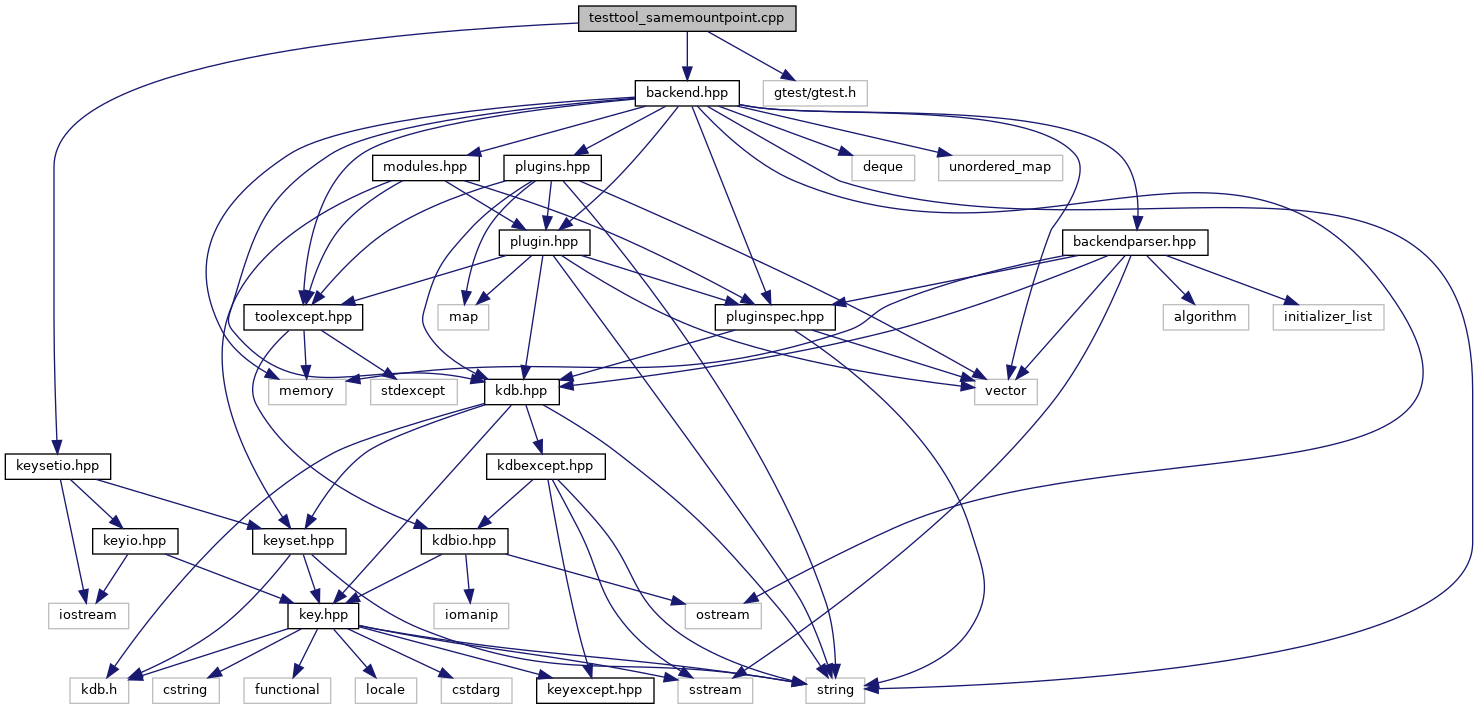 testtool_samemountpoint.cpp
backend.hpp
gtest/gtest.h
modules.hpp
plugins.hpp
deque
unordered_map
plugin.hpp
backendparser.hpp
toolexcept.hpp
map
pluginspec.hpp
algorithm
initializer_list
memory
stdexcept
kdb.hpp
vector
keysetio.hpp
kdbexcept.hpp
keyio.hpp
keyset.hpp
kdbio.hpp
iostream
key.hpp
iomanip
ostream
kdb.h
cstring
functional
locale
cstdarg
keyexcept.hpp
sstream
string